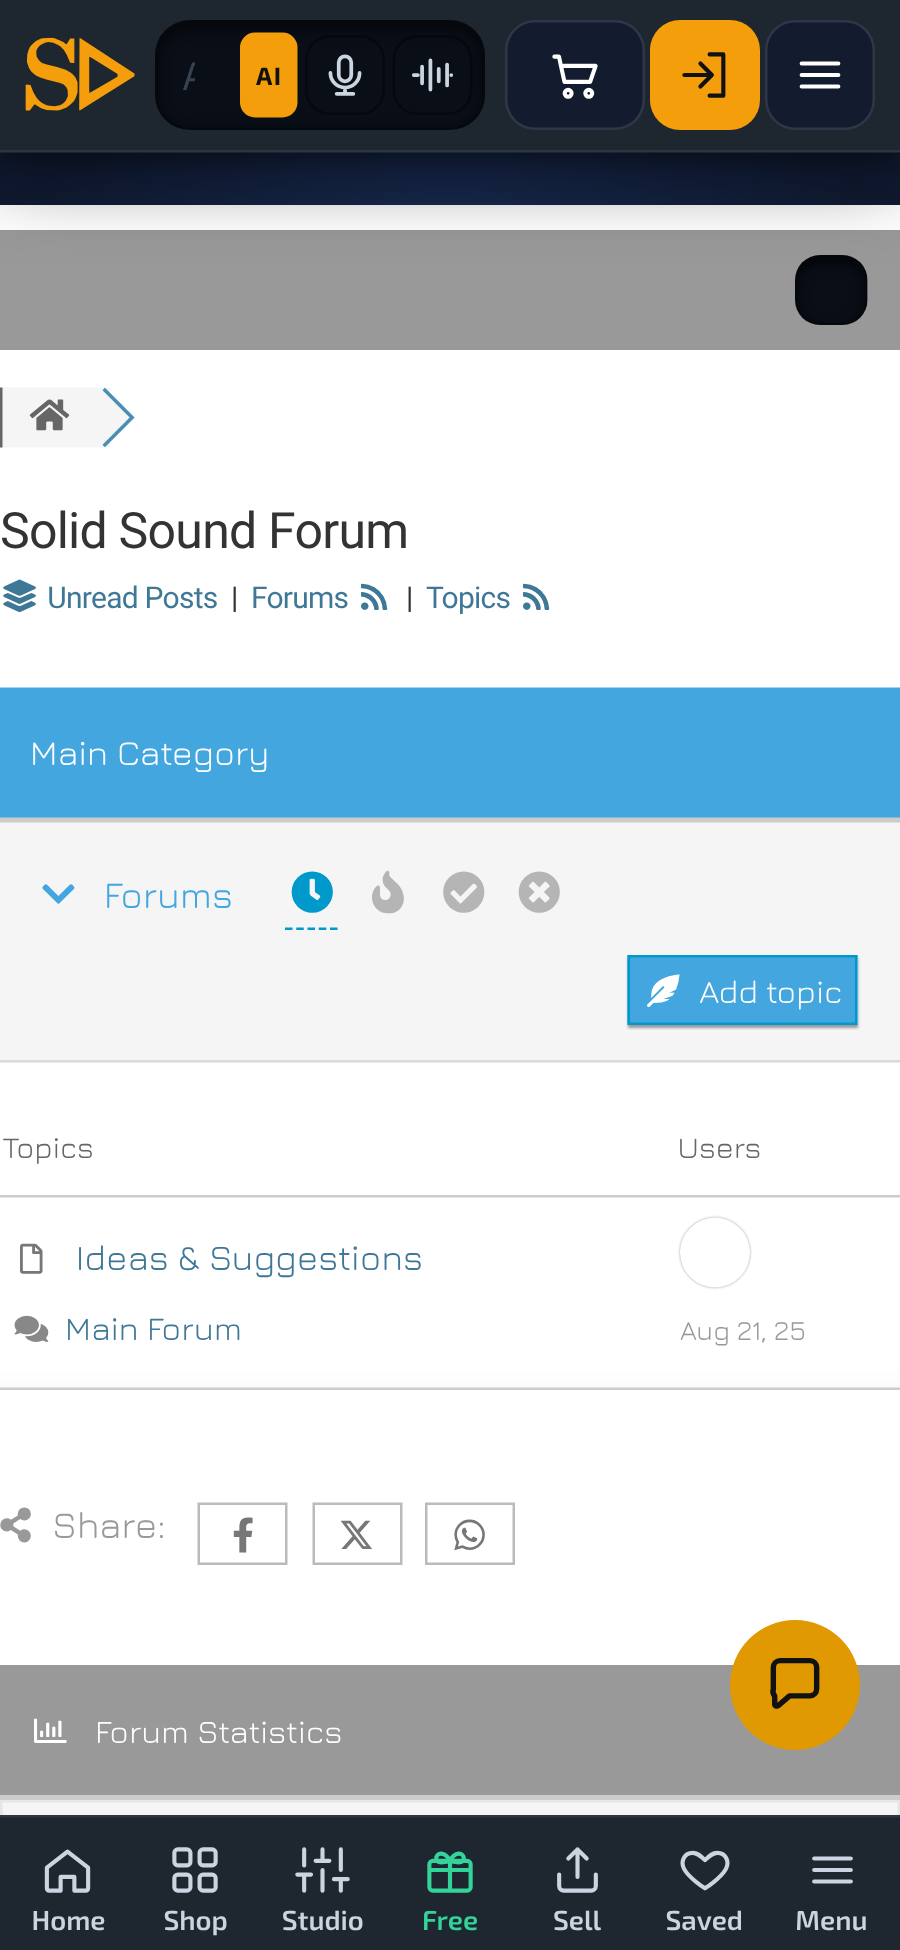 AI
Solid Sound Forum
Unread Posts | Forums | Topics
Main Category
Forums
Add topic
Topics Users
Ideas & Suggestions
Main Forum Aug 21, 25
Share:
Forum Statistics
Home Shop Studio Free Sell Saved Menu